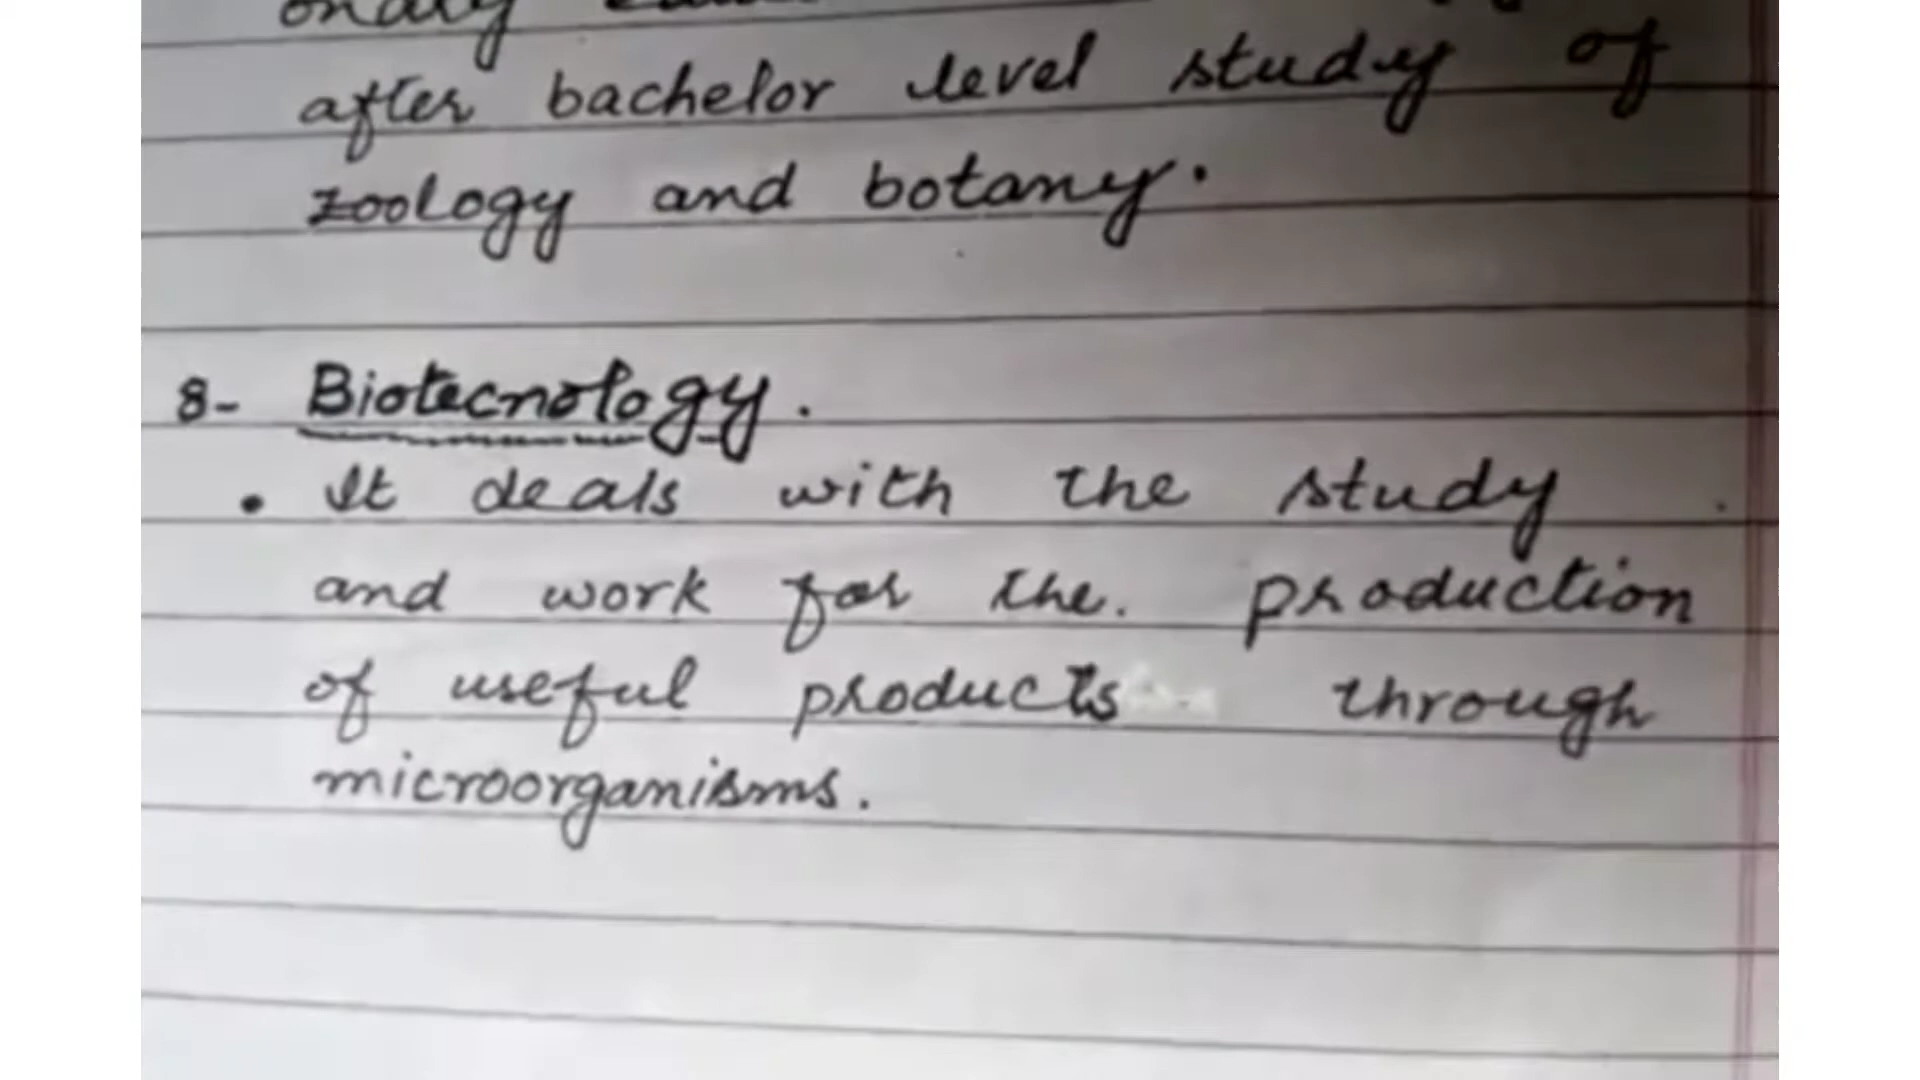 after bachelor level study of
zoology and botany.
8- Biotecnology.
• It deals with the study
and work for the. production
of useful products through
microorganisms.